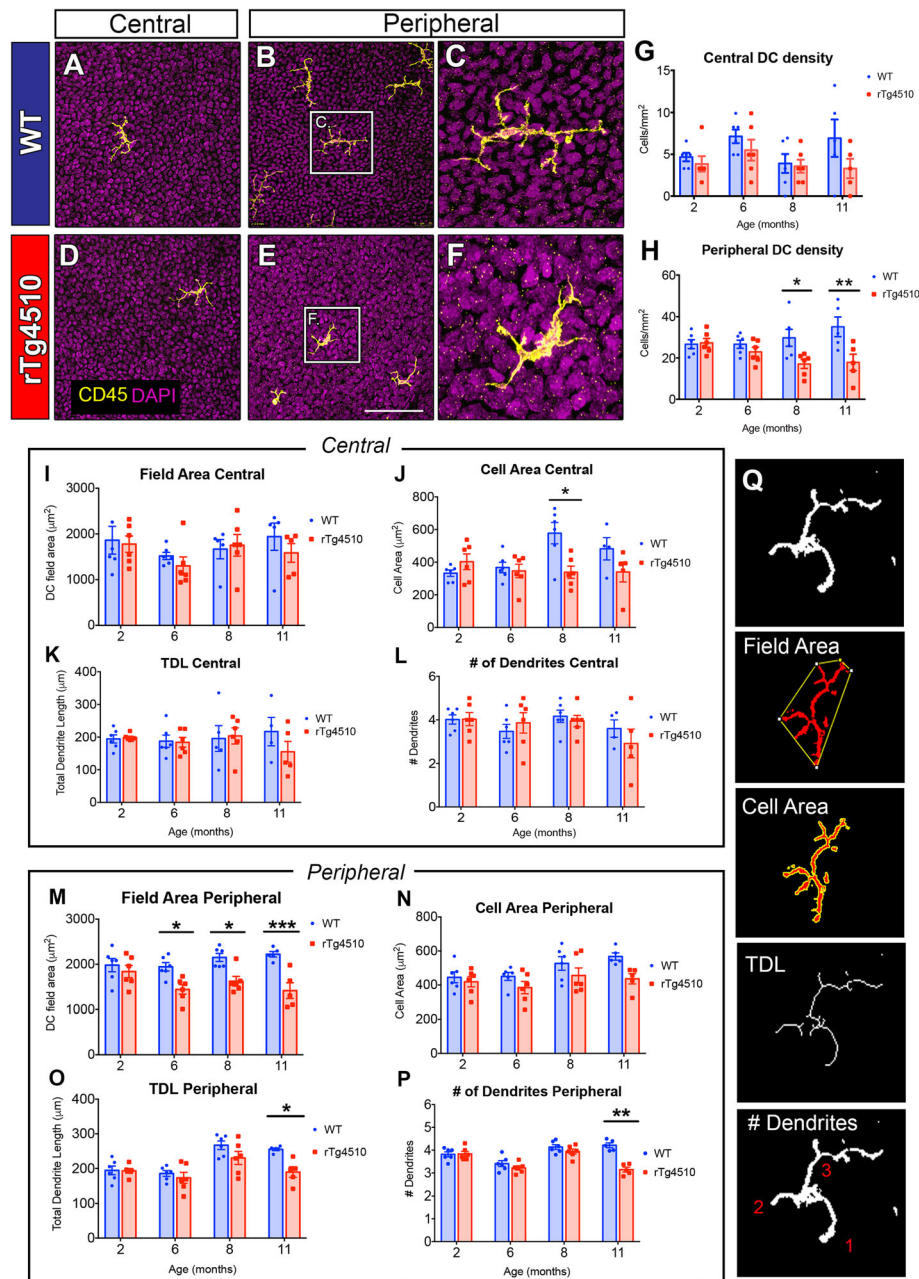 Central
Peripheral
WT
A
B
C
C
G
Central DC density
Cells/mm²
15
10
5
0
2
6
8
11
Age (months)
WT
rTg4510
rTg4510
D
E
F
F
CD45 DAPI
H
Peripheral DC density
Cells/mm²
60
40
20
0
*
**
2
6
8
11
Age (months)
WT
rTg4510
Central
I
Field Area Central
DC field area (μm²)
3000
2000
1000
0
2
6
8
11
WT
rTg4510
J
Cell Area Central
Cell Area (μm²)
800
600
400
200
0
*
2
6
8
11
WT
rTg4510
K
TDL Central
Total Dendrite Length (μm)
400
300
200
100
0
2
6
8
11
Age (months)
WT
rTg4510
L
# of Dendrites Central
# Dendrites
6
4
2
0
2
6
8
11
Age (months)
WT
rTg4510
Peripheral
M
Field Area Peripheral
DC field area (μm²)
3000
2000
1000
0
*
*
***
2
6
8
11
WT
rTg4510
N
Cell Area Peripheral
Cell Area (μm²)
800
600
400
200
0
2
6
8
11
WT
rTg4510
O
TDL Peripheral
Total Dendrite Length (μm)
400
300
200
100
0
*
2
6
8
11
Age (months)
WT
rTg4510
P
# of Dendrites Peripheral
# Dendrites
6
5
4
3
2
1
0
**
2
6
8
11
Age (months)
WT
rTg4510
Q
Field Area
Cell Area
TDL
# Dendrites
3
2
1